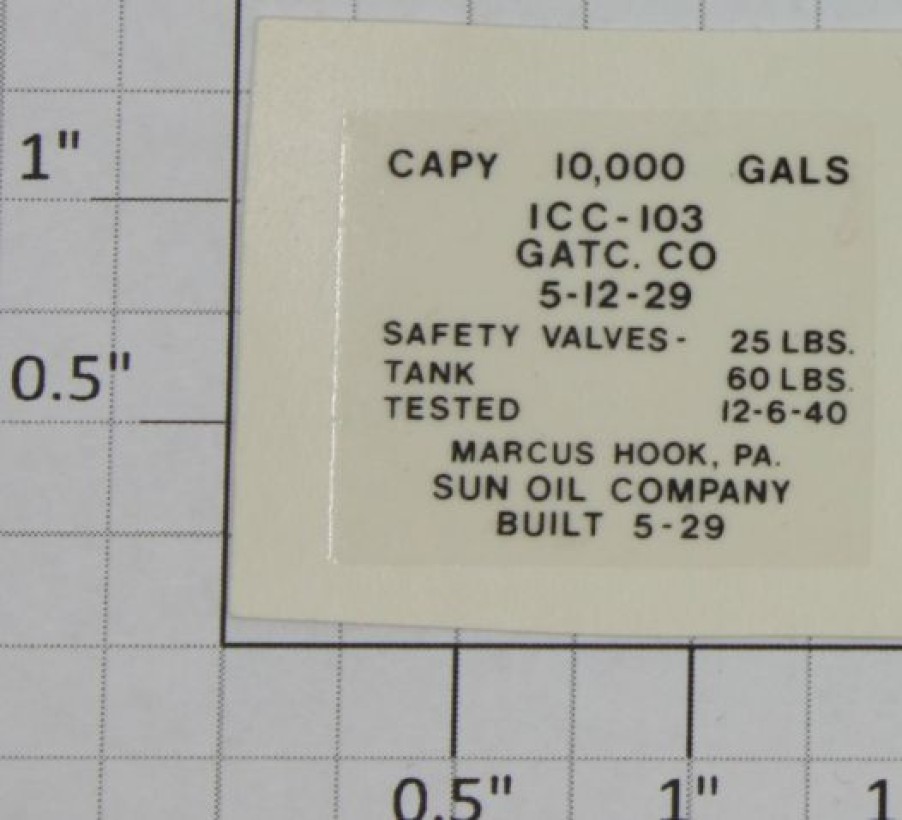 1"
0.5"
CAPY 10,000 GALS
ICC-103
GATC. CO
5-12-29
SAFETY VALVES- 25 LBS.
TANK 60 LBS.
TESTED 12-6-40
MARCUS HOOK, PA.
SUN OIL COMPANY
BUILT 5-29
0.5" 1"